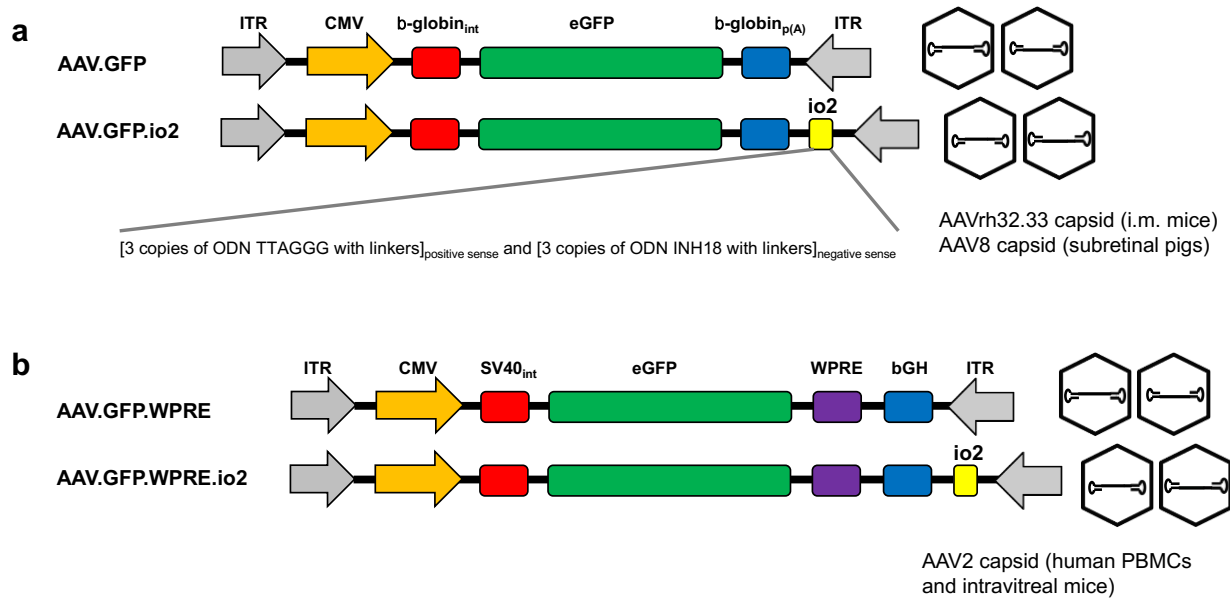 a
ITR CMV b-globinint eGFP b-globinp(A) ITR
AAV.GFP
io2
AAV.GFP.io2
[3 copies of ODN TTAGGG with linkers]positive sense and [3 copies of ODN INH18 with linkers]negative sense
AAVrh32.33 capsid (i.m. mice)
AAV8 capsid (subretinal pigs)
b
ITR CMV SV40int eGFP WPRE bGH ITR
AAV.GFP.WPRE
io2
AAV.GFP.WPRE.io2
AAV2 capsid (human PBMCs
and intravitreal mice)